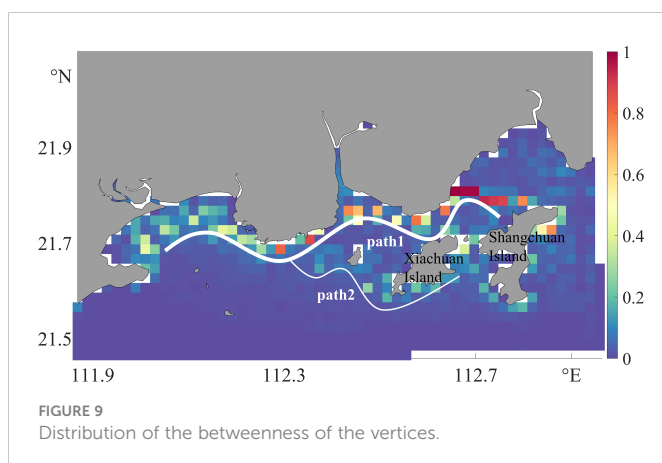 °N
21.9
21.7
21.5
111.9
112.3
112.7
°E
path1
path2
Xiachuan
Island
Shangchuan
Island
1
0.8
0.6
0.4
0.2
0
FIGURE 9
Distribution of the betweenness of the vertices.